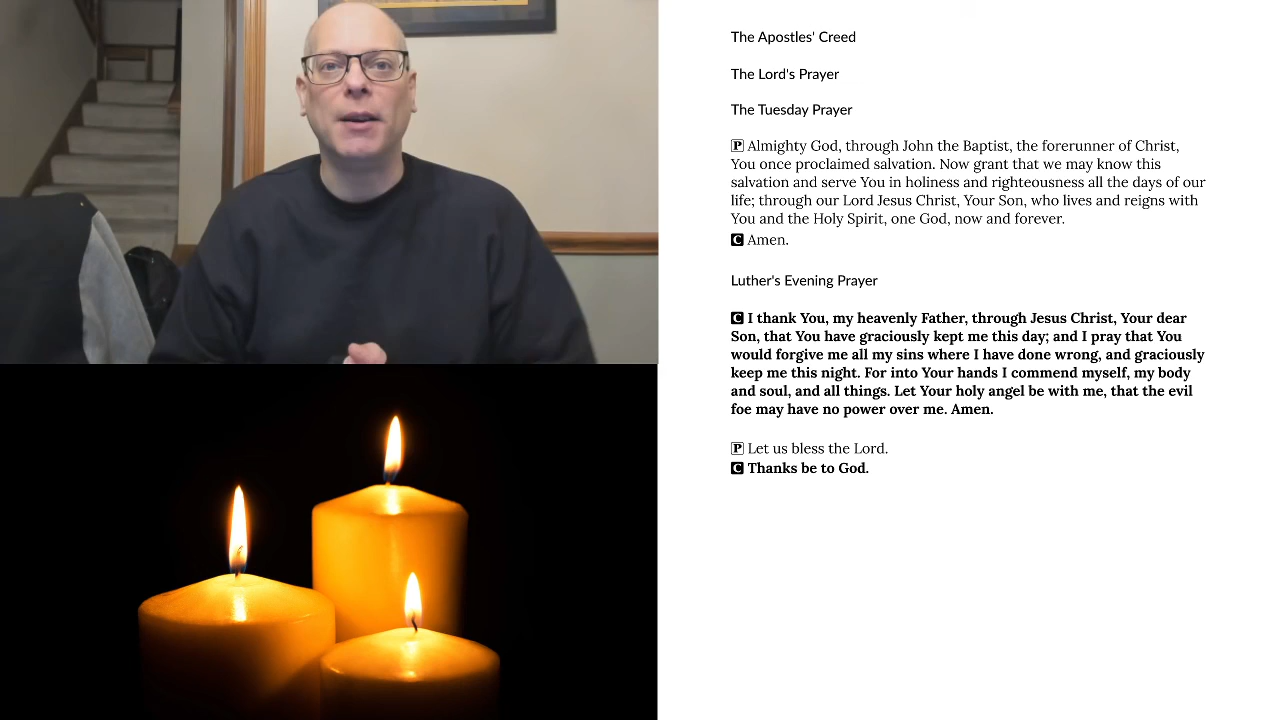 The Apostles' Creed
The Lord's Prayer
The Tuesday Prayer
P Almighty God, through John the Baptist, the forerunner of Christ,
You once proclaimed salvation. Now grant that we may know this
salvation and serve You in holiness and righteousness all the days of our
life; through our Lord Jesus Christ, Your Son, who lives and reigns with
You and the Holy Spirit, one God, now and forever.
C Amen.
Luther's Evening Prayer
C I thank You, my heavenly Father, through Jesus Christ, Your dear
Son, that You have graciously kept me this day; and I pray that You
would forgive me all my sins where I have done wrong, and graciously
keep me this night. For into Your hands I commend myself, my body
and soul, and all things. Let Your holy angel be with me, that the evil
foe may have no power over me. Amen.
P Let us bless the Lord.
C Thanks be to God.